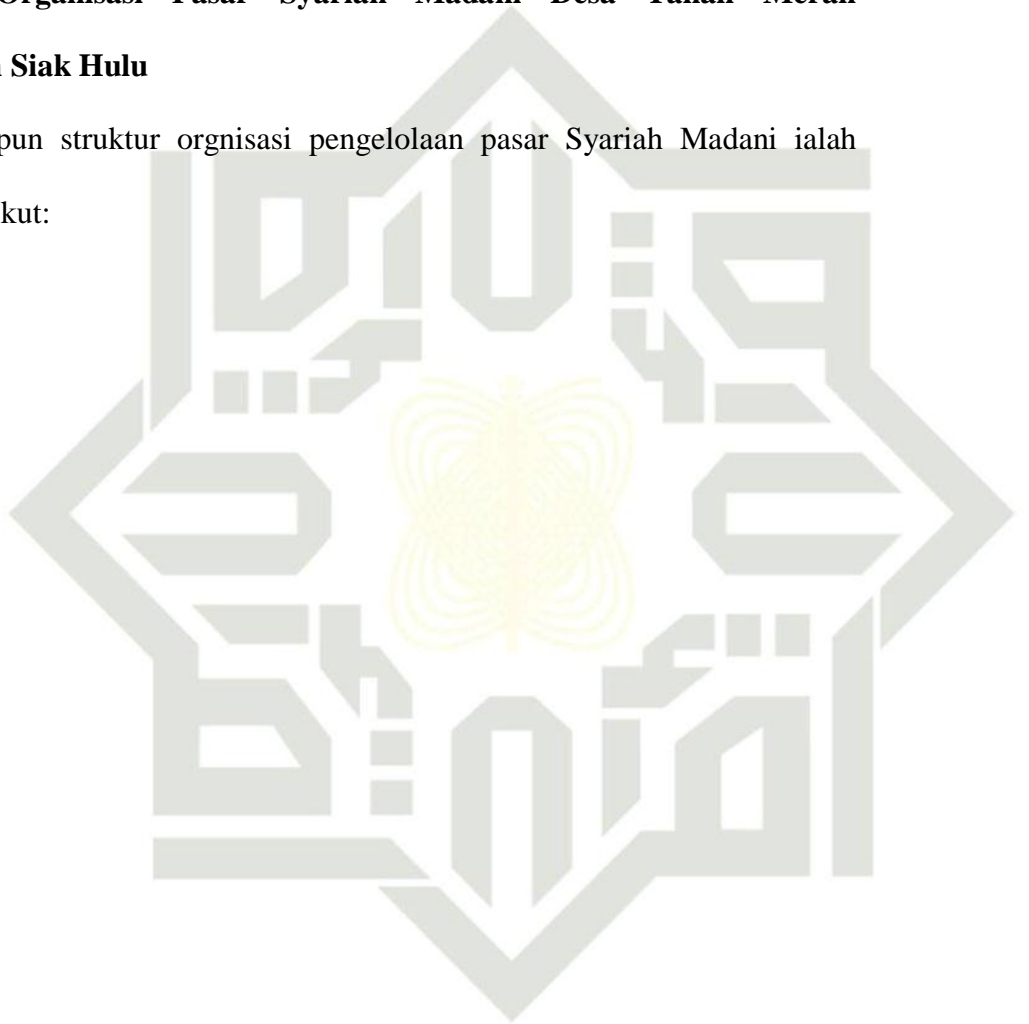 Organisasi Pasar Syariah Madani Desa Tanah Merah
Siak Hulu
pun struktur orgnisasi pengelolaan pasar Syariah Madani ialah
kut: